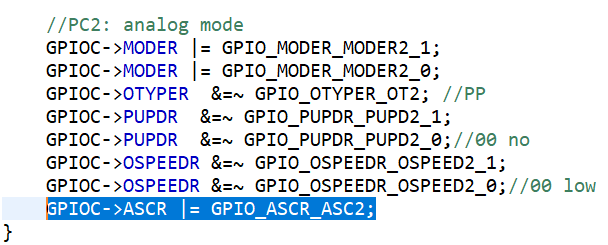 //PC2: analog mode
GPIOC->MODER |= GPIO_MODER_MODER2_1;
GPIOC->MODER |= GPIO_MODER_MODER2_0;
GPIOC->OTYPER  &=~ GPIO_OTYPER_OT2; //PP
GPIOC->PUPDR  &=~ GPIO_PUPDR_PUPD2_1;
GPIOC->PUPDR  &=~ GPIO_PUPDR_PUPD2_0;//00 no
GPIOC->OSPEEDR &=~ GPIO_OSPEEDR_OSPEED2_1;
GPIOC->OSPEEDR &=~ GPIO_OSPEEDR_OSPEED2_0;//00 low
GPIOC->ASCR |= GPIO_ASCR_ASC2;
}